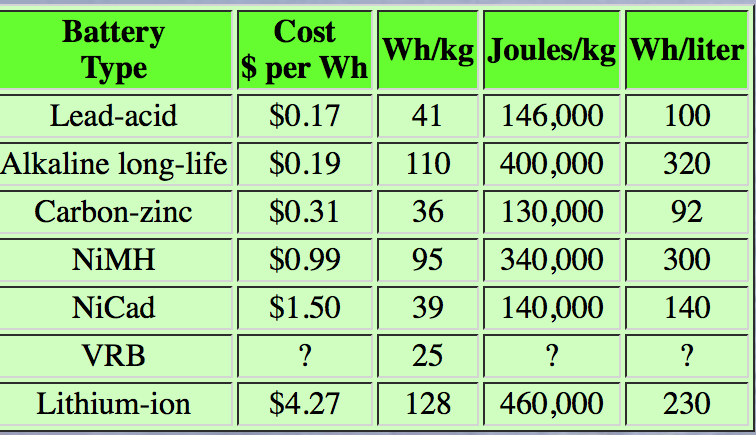 Battery Type Cost $ per Wh Wh/kg Joules/kg Wh/liter
Lead-acid $0.17 41 146,000 100
Alkaline long-life $0.19 110 400,000 320
Carbon-zinc $0.31 36 130,000 92
NiMH $0.99 95 340,000 300
NiCad $1.50 39 140,000 140
VRB ? 25 ? ?
Lithium-ion $4.27 128 460,000 230